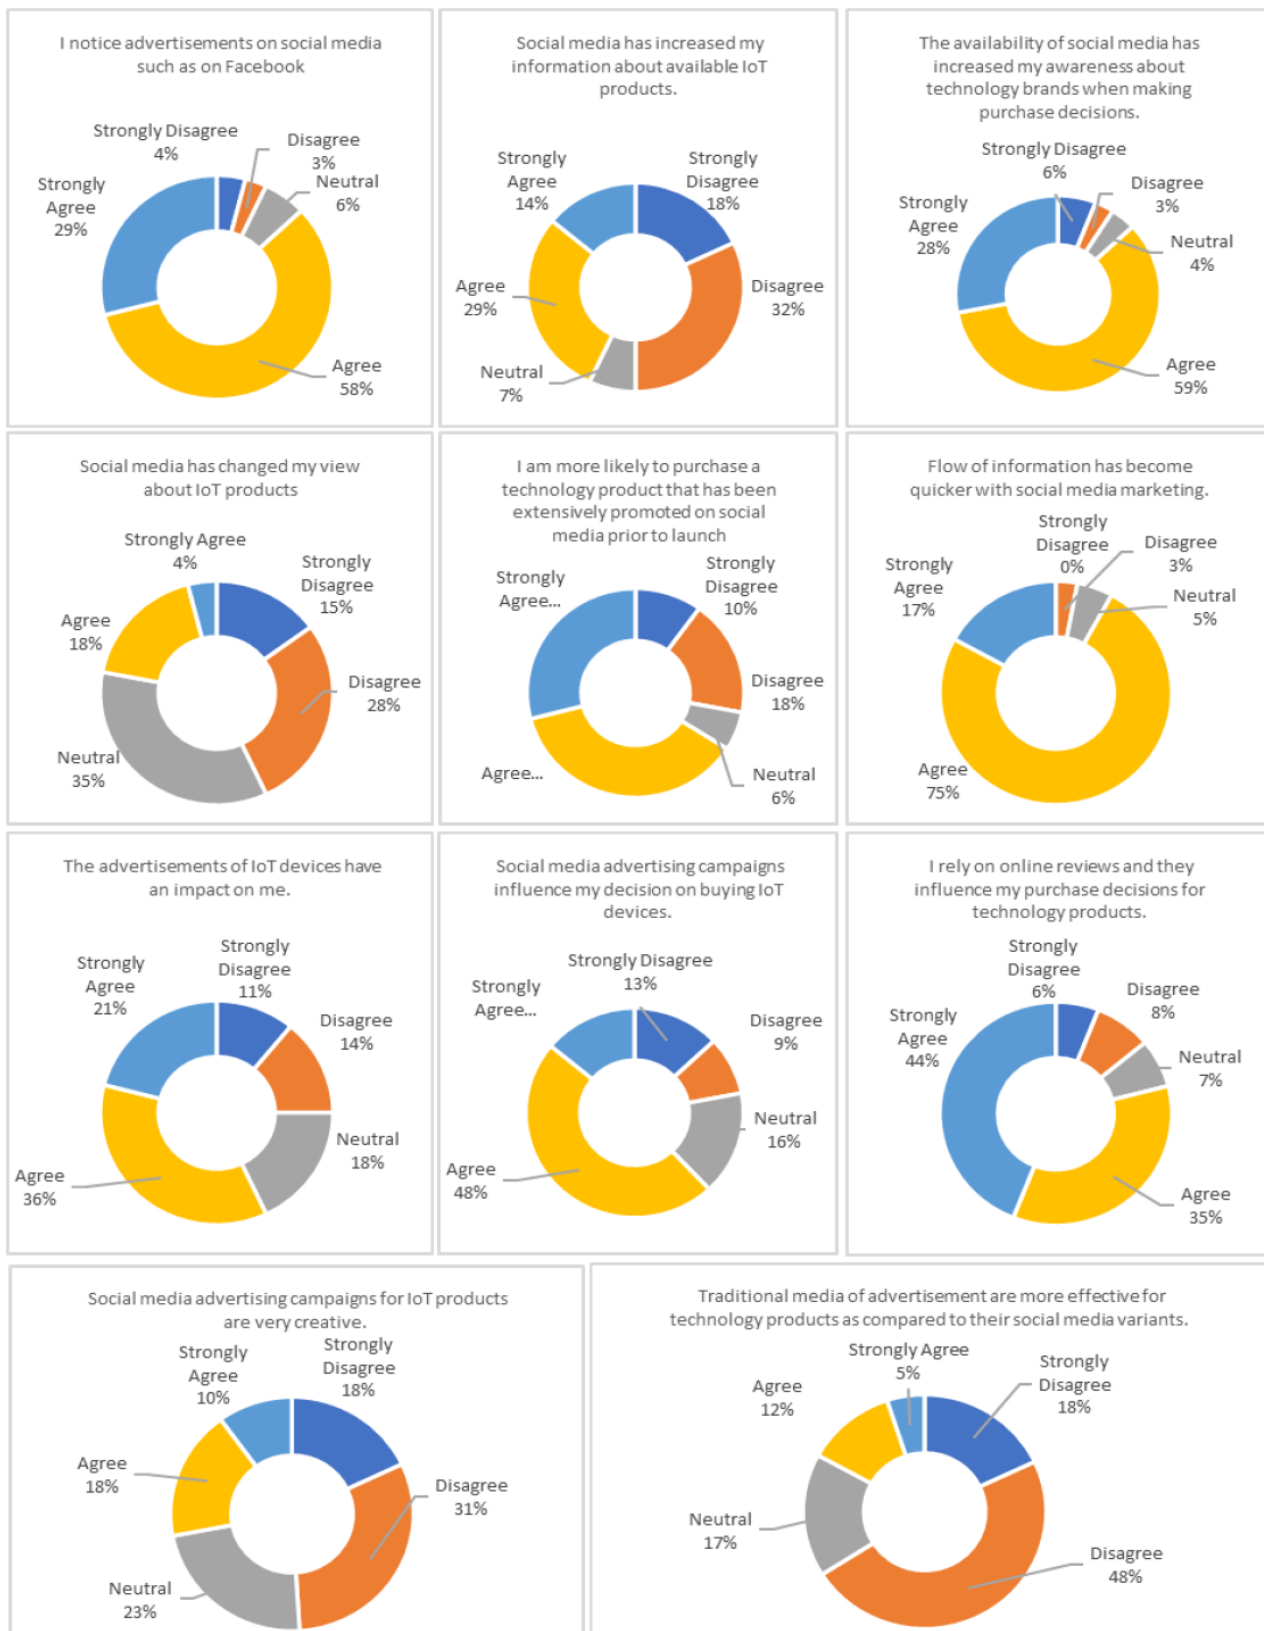 I notice advertisements on social media
such as on Facebook
Strongly Disagree
4%
Disagree
3%
Neutral
6%
Strongly
Agree
29%
Agree
58%
Social media has increased my
information about available IoT
products.
Strongly
Agree
14%
Strongly
Disagree
18%
Agree
29%
Disagree
32%
Neutral
7%
The availability of social media has
increased my awareness about
technology brands when making
purchase decisions.
Strongly Disagree
6%
Disagree
3%
Strongly
Agree
28%
Neutral
4%
Agree
59%
Social media has changed my view
about IoT products
Strongly Agree
4%
Strongly
Disagree
15%
Agree
18%
Disagree
28%
Neutral
35%
I am more likely to purchase a
technology product that has been
extensively promoted on social
media prior to launch
Strongly
Agree...
Strongly
Disagree
10%
Disagree
18%
Agree...
Neutral
6%
Flow of information has become
quicker with social media marketing.
Strongly
Disagree
0%
Disagree
3%
Strongly
Agree
17%
Neutral
5%
Agree
75%
The advertisements of IoT devices have
an impact on me.
Strongly
Agree
21%
Strongly
Disagree
11%
Disagree
14%
Neutral
18%
Agree
36%
Social media advertising campaigns
influence my decision on buying IoT
devices.
Strongly Disagree
13%
Strongly
Agree...
Disagree
9%
Neutral
16%
Agree
48%
I rely on online reviews and they
influence my purchase decisions for
technology products.
Strongly
Disagree
6%
Disagree
8%
Strongly
Agree
44%
Neutral
7%
Agree
35%
Social media advertising campaigns for IoT products
are very creative.
Strongly
Agree
10%
Strongly
Disagree
18%
Agree
18%
Disagree
31%
Neutral
23%
Traditional media of advertisement are more effective for
technology products as compared to their social media variants.
Strongly Agree
5%
Strongly
Disagree
18%
Agree
12%
Neutral
17%
Disagree
48%